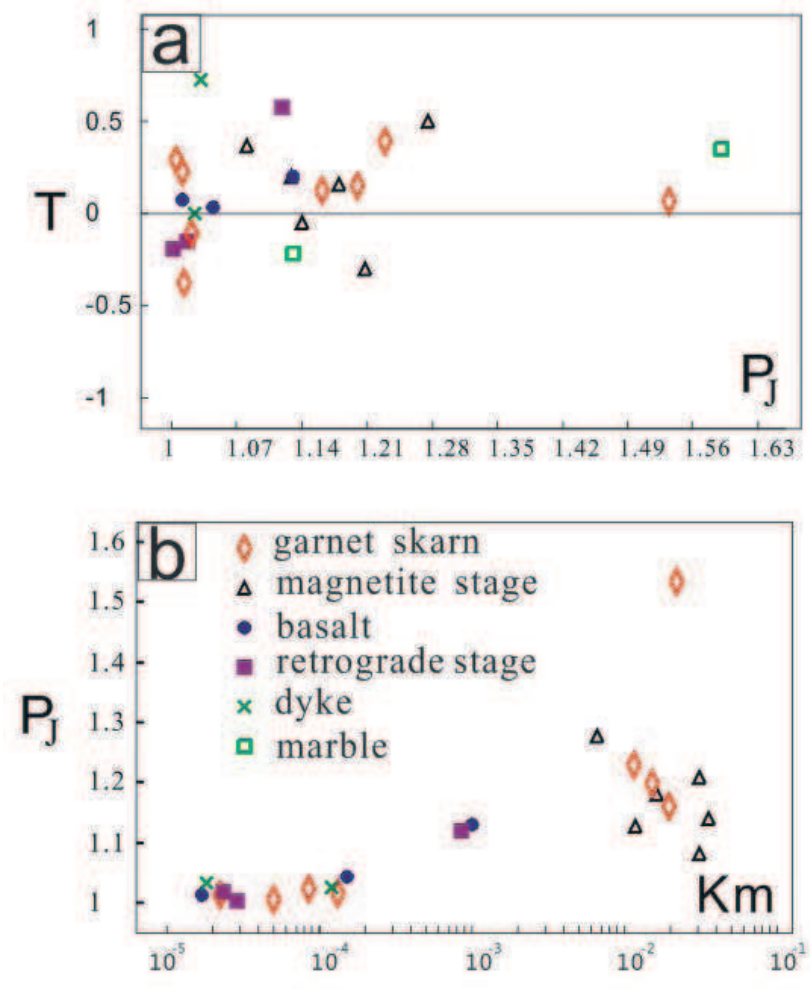 a
1
0.5
T
0
-0.5
-1
PJ
1 1.07 1.14 1.21 1.28 1.35 1.42 1.49 1.56 1.63
b
1.6
1.5
1.4
1.3
1.2
1.1
1
PJ
garnet skarn
magnetite stage
basalt
retrograde stage
dyke
marble
Km
10-5 10-4 10-3 10-2 10-1